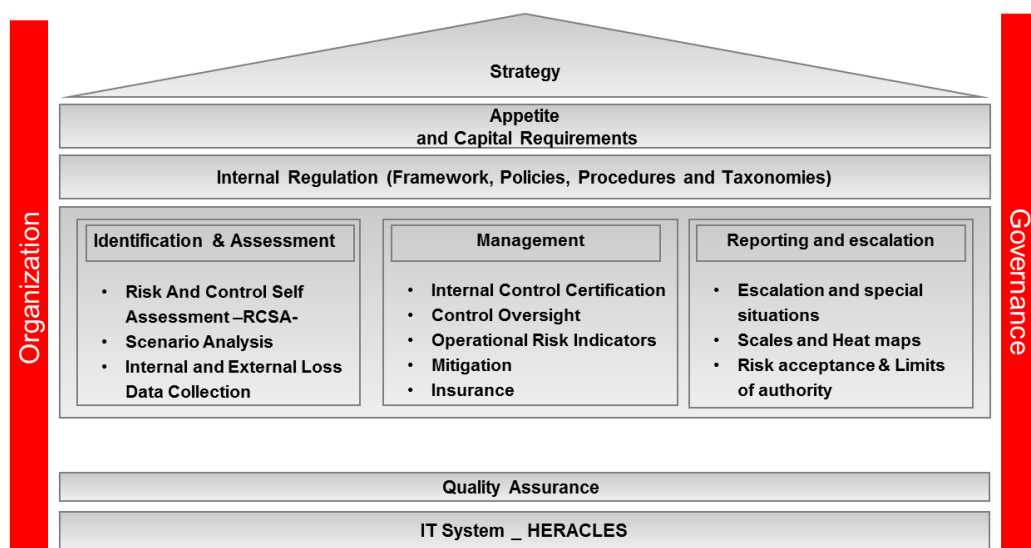 Strategy
Appetite
and Capital Requirements
Internal Regulation (Framework, Policies, Procedures and Taxonomies)
Organization
Identification & Assessment
• Risk And Control Self
Assessment –RCSA-
• Scenario Analysis
• Internal and External Loss
Data Collection
Management
• Internal Control Certification
• Control Oversight
• Operational Risk Indicators
• Mitigation
• Insurance
Reporting and escalation
• Escalation and special
situations
• Scales and Heat maps
• Risk acceptance & Limits
of authority
Governance
Quality Assurance
IT System _ HERACLES